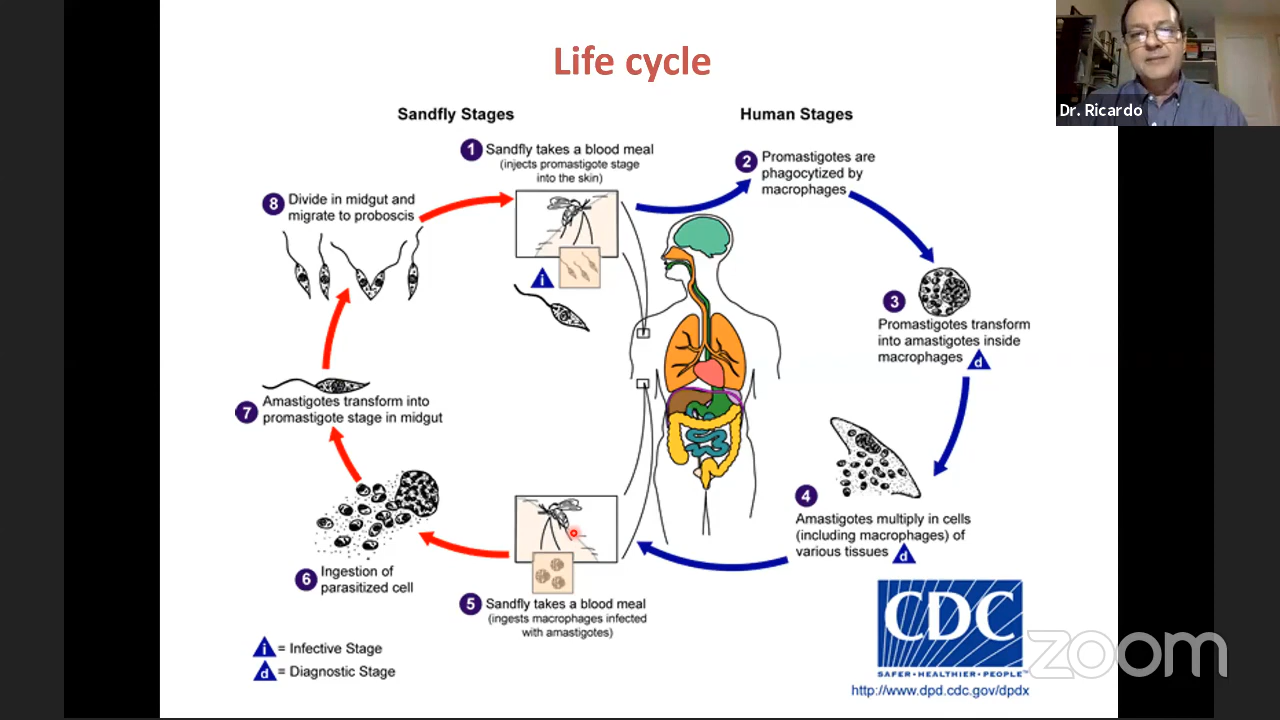 Life cycle
Dr. Ricardo
Sandfly Stages
Human Stages
1
Sandfly takes a blood meal
(injects promastigote stage
into the skin)
2
Promastigotes are
phagocytized by
macrophages
8
Divide in midgut and
migrate to proboscis
i
3
Promastigotes transform
into amastigotes inside
macrophages
d
7
Amastigotes transform into
promastigote stage in midgut
4
Amastigotes multiply in cells
(including macrophages) of
various tissues
d
6
Ingestion of
parasitized cell
5
Sandfly takes a blood meal
(ingests macrophages infected
with amastigotes)
i = Infective Stage
d = Diagnostic Stage
CDC
SAFER•HEALTHIER•PEOPLE™
http://www.dpd.cdc.gov/dpdx
zoom